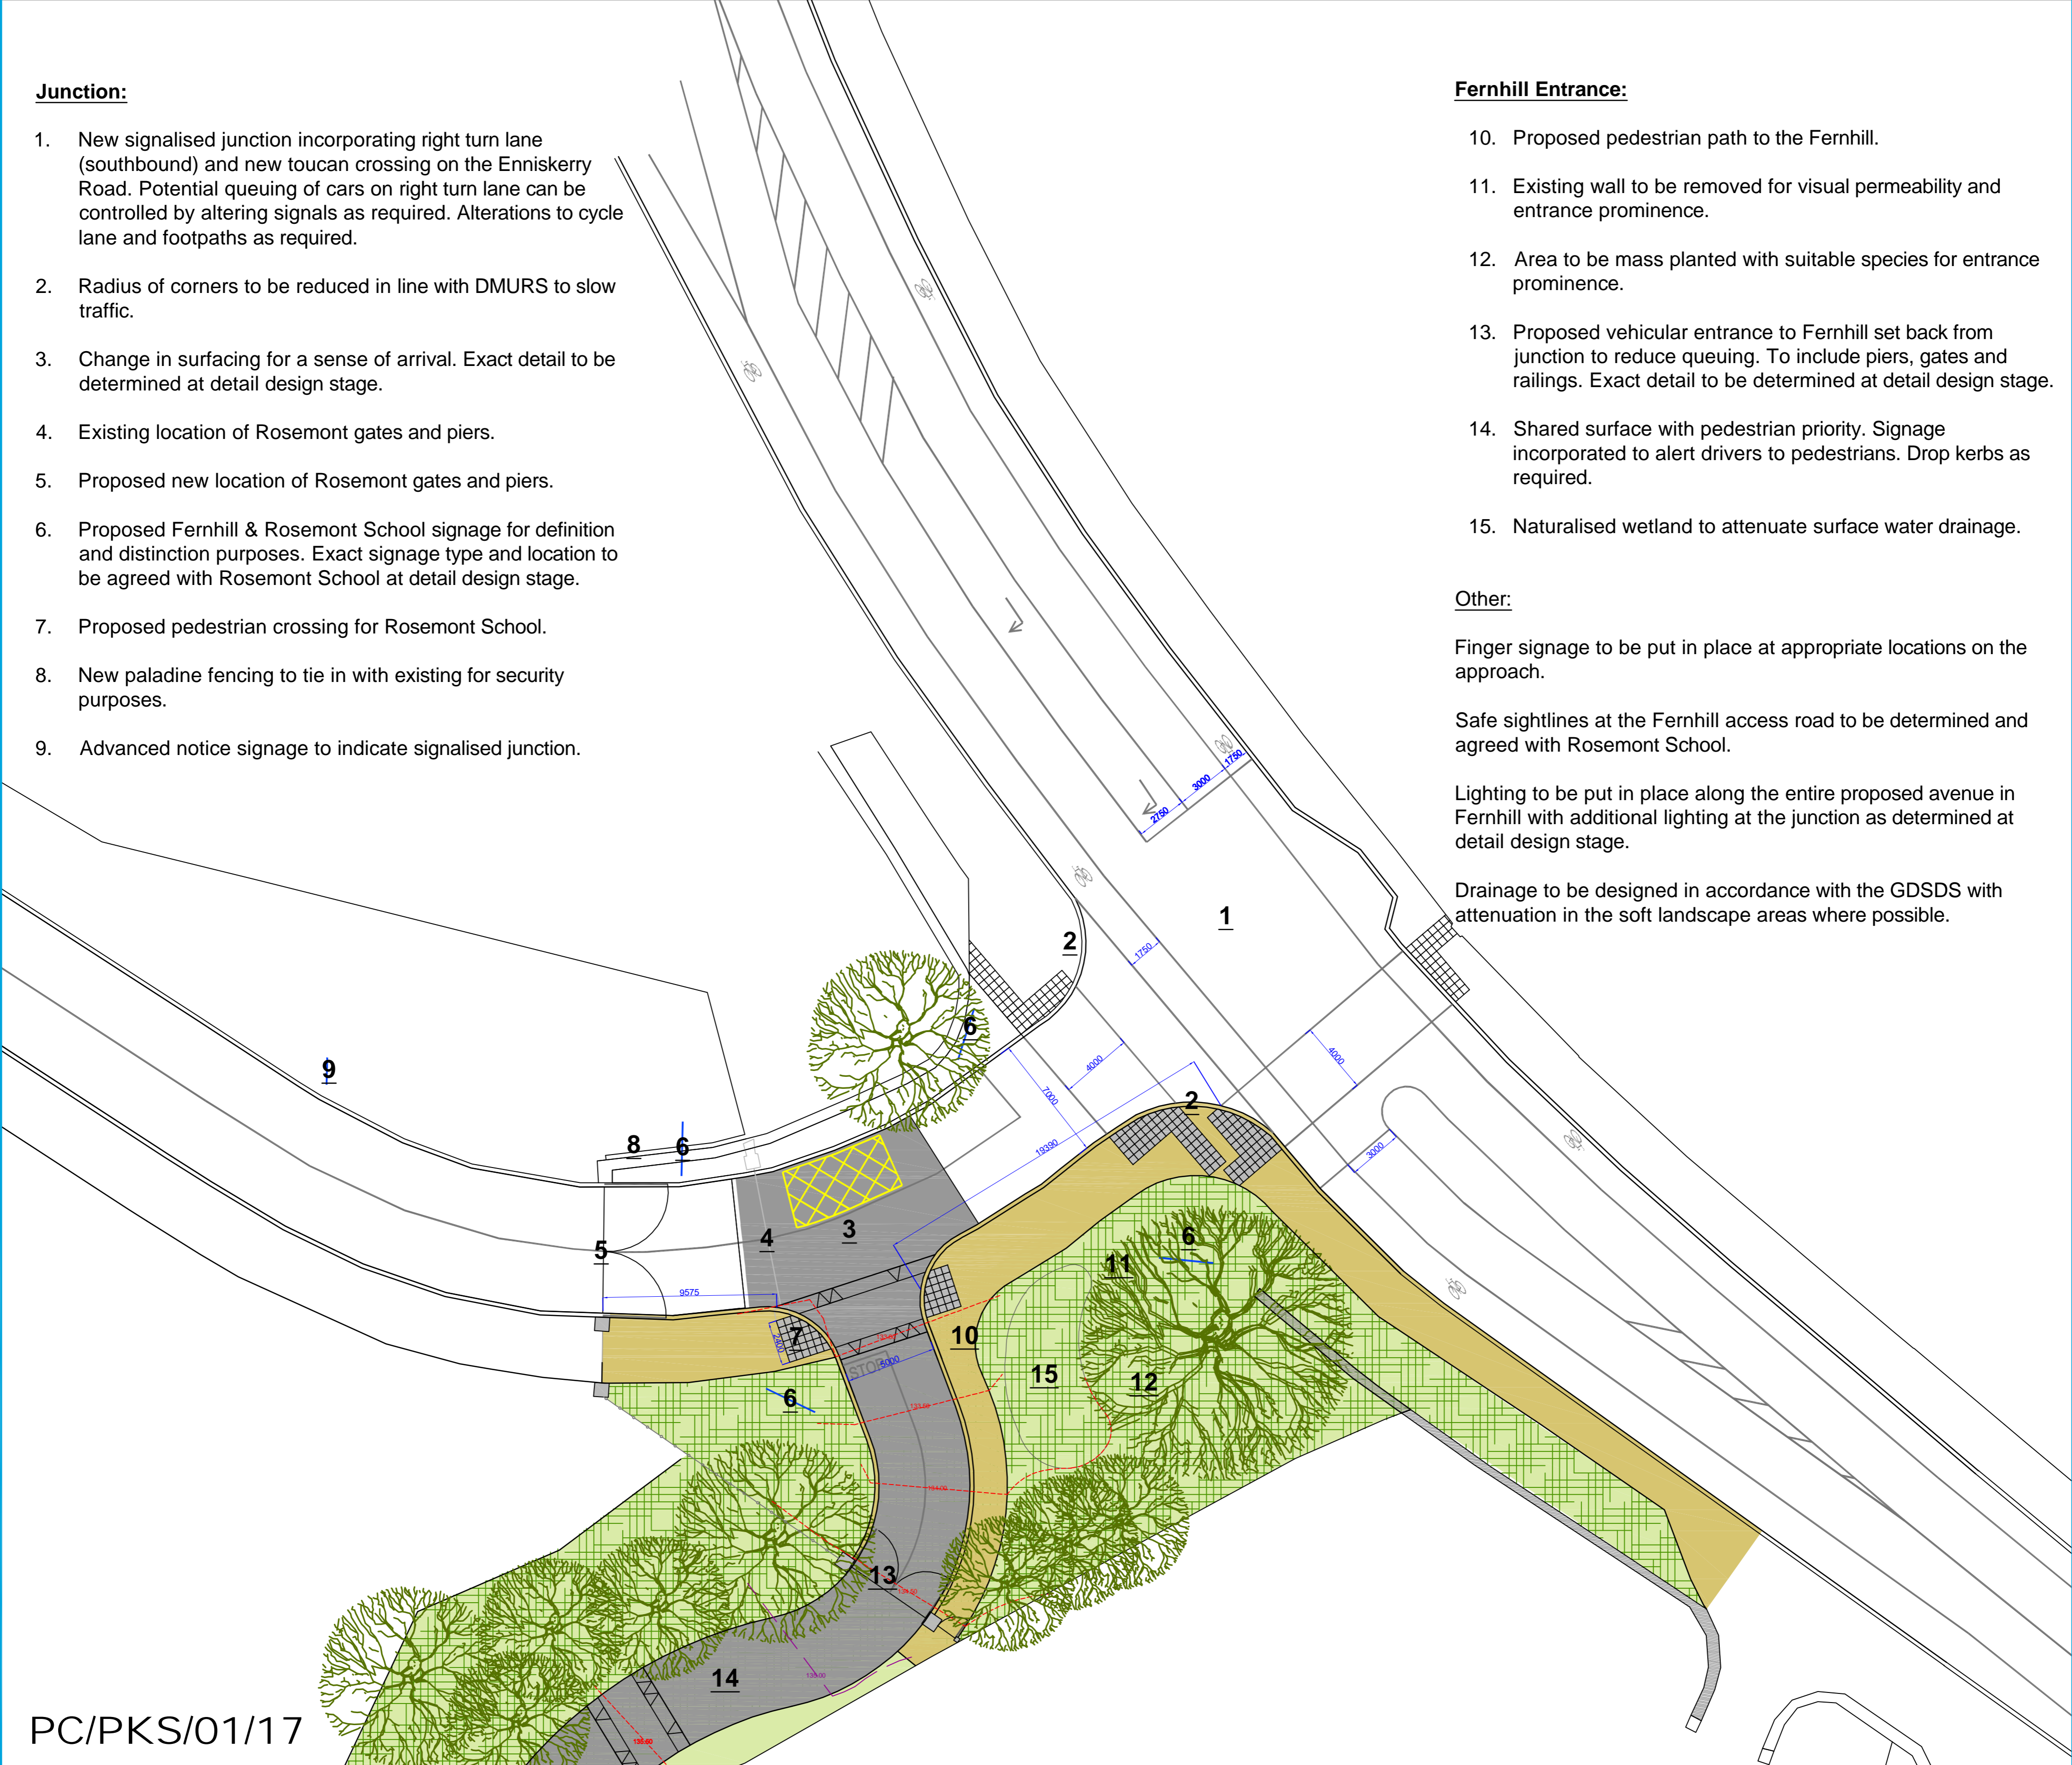 Junction:
1. New signalised junction incorporating right turn lane
(southbound) and new toucan crossing on the Enniskerry
Road. Potential queuing of cars on right turn lane can be
controlled by altering signals as required. Alterations to cycle
lane and footpaths as required.
2. Radius of corners to be reduced in line with DMURS to slow
traffic.
3. Change in surfacing for a sense of arrival. Exact detail to be
determined at detail design stage.
4. Existing location of Rosemont gates and piers.
5. Proposed new location of Rosemont gates and piers.
6. Proposed Fernhill & Rosemont School signage for definition
and distinction purposes. Exact signage type and location to
be agreed with Rosemont School at detail design stage.
7. Proposed pedestrian crossing for Rosemont School.
8. New paladine fencing to tie in with existing for security
purposes.
9. Advanced notice signage to indicate signalised junction.
Fernhill Entrance:
10. Proposed pedestrian path to the Fernhill.
11. Existing wall to be removed for visual permeability and
entrance prominence.
12. Area to be mass planted with suitable species for entrance
prominence.
13. Proposed vehicular entrance to Fernhill set back from
junction to reduce queuing. To include piers, gates and
railings. Exact detail to be determined at detail design stage.
14. Shared surface with pedestrian priority. Signage
incorporated to alert drivers to pedestrians. Drop kerbs as
required.
15. Naturalised wetland to attenuate surface water drainage.
Other:
Finger signage to be put in place at appropriate locations on the
approach.
Safe sightlines at the Fernhill access road to be determined and
agreed with Rosemont School.
Lighting to be put in place along the entire proposed avenue in
Fernhill with additional lighting at the junction as determined at
detail design stage.
Drainage to be designed in accordance with the GDSDS with
attenuation in the soft landscape areas where possible.
1750
3000
2750
1
2
1750
6
4000
4000
9
7000
2
8
6
19390
3000
3
4
6
5
11
9575
7
2400
10
5000
15
12
6
133.50
134.00
13
134.50
14
135.00
PC/PKS/01/17